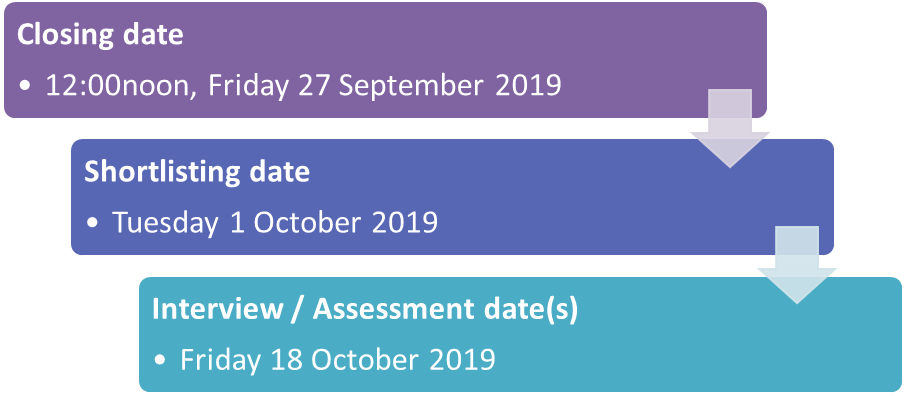 Closing date
• 12:00noon, Friday 27 September 2019
Shortlisting date
• Tuesday 1 October 2019
Interview / Assessment date(s)
• Friday 18 October 2019